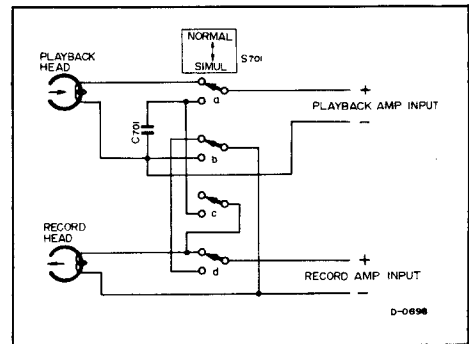 NORMAL
SIMUL
S701
PLAYBACK
HEAD
a
+
PLAYBACK AMP INPUT
−
C701
b
c
RECORD
HEAD
d
+
RECORD AMP INPUT
−
D-0698